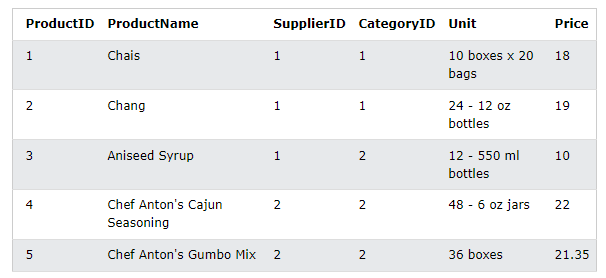 ProductID ProductName SupplierID CategoryID Unit Price
1 Chais 1 1 10 boxes x 20 18
bags
2 Chang 1 1 24 - 12 oz 19
bottles
3 Aniseed Syrup 1 2 12 - 550 ml 10
bottles
4 Chef Anton's Cajun 2 2 48 - 6 oz jars 22
Seasoning
5 Chef Anton's Gumbo Mix 2 2 36 boxes 21.35